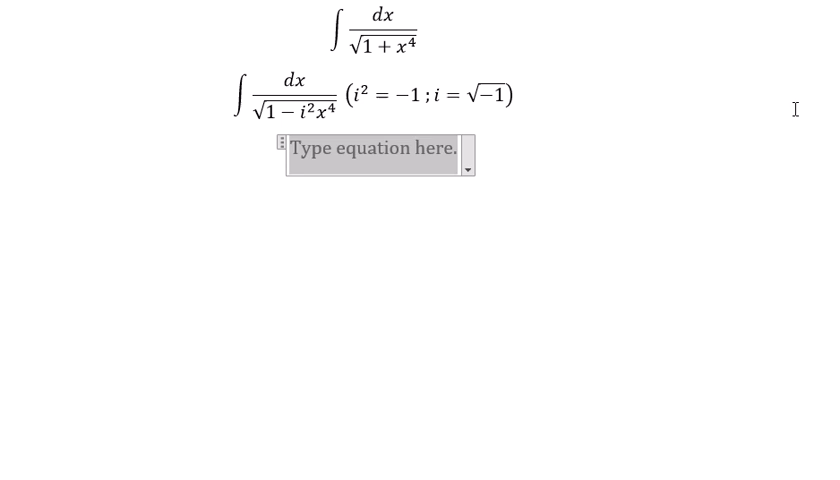 ∫ dx / √(1 + x⁴)
∫ dx / √(1 − i²x⁴) (i² = −1 ; i = √−1)
Type equation here.